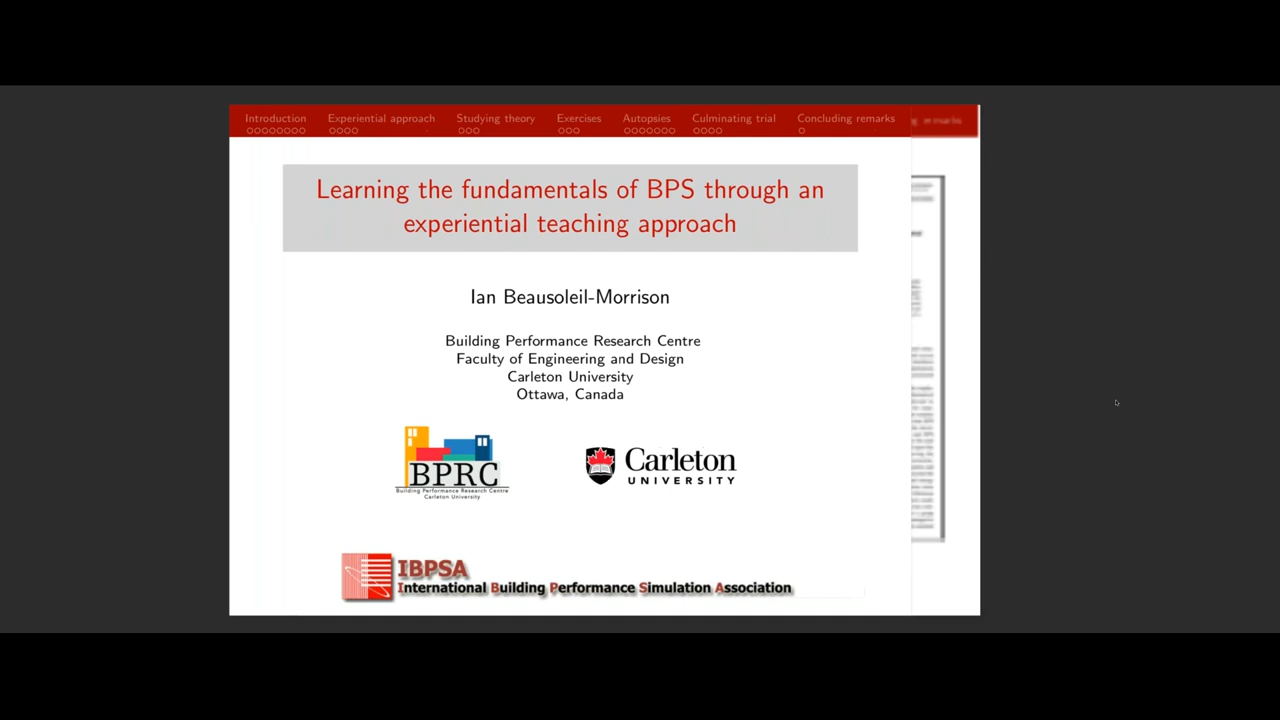 Introduction Experiential approach Studying theory Exercises Autopsies Culminating trial Concluding remarks
Learning the fundamentals of BPS through an
experiential teaching approach
Ian Beausoleil-Morrison
Building Performance Research Centre
Faculty of Engineering and Design
Carleton University
Ottawa, Canada
BPRC
Building Performance Research Centre
Carleton University
Carleton
UNIVERSITY
IBPSA
International Building Performance Simulation Association